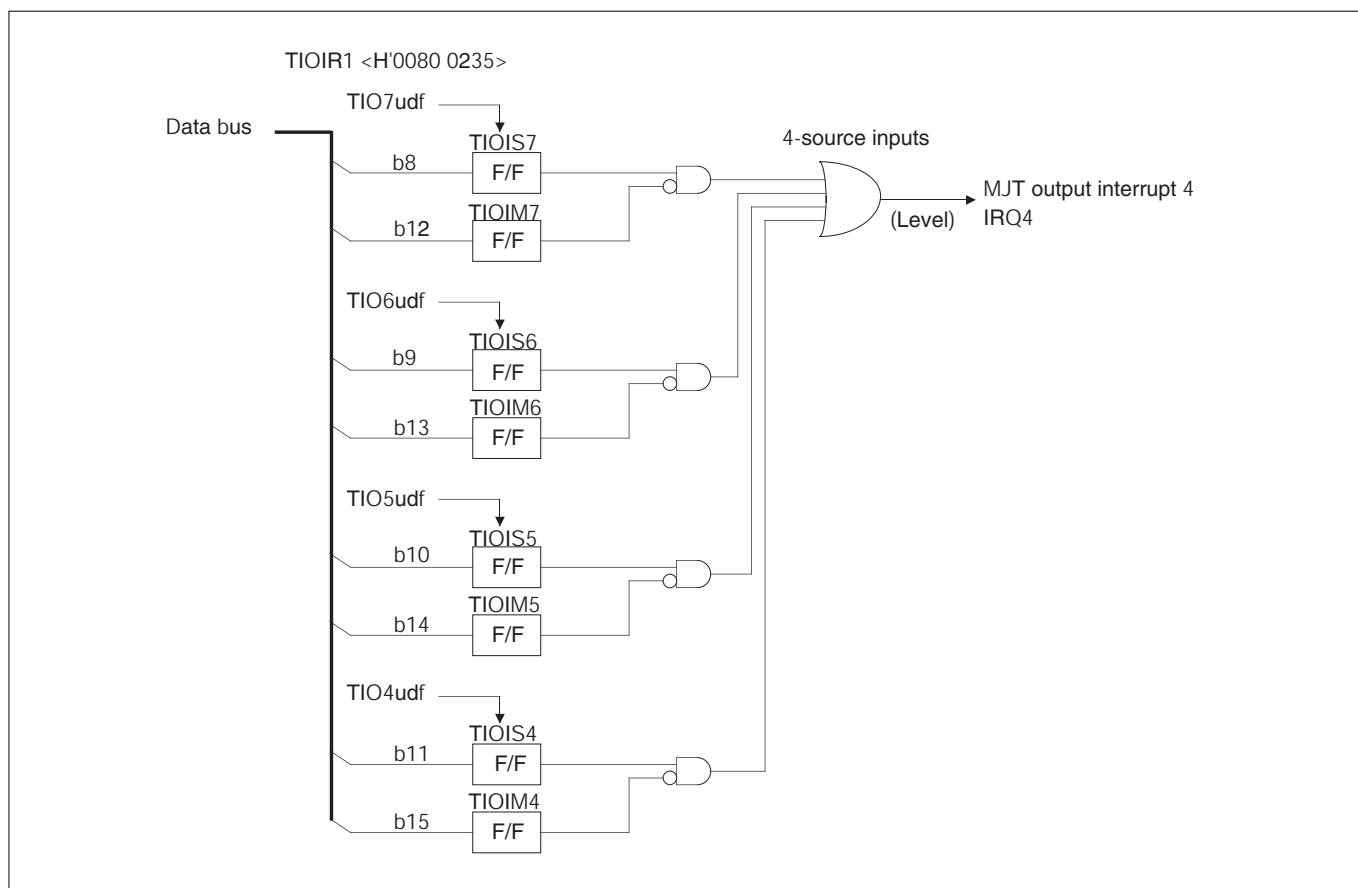 TIOIR1 <H'0080 0235>
TIO7udf
Data bus
TIOIS7
4-source inputs
b8
F/F
MJT output interrupt 4
TIOIM7
(Level)
IRQ4
b12
F/F
TIO6udf
TIOIS6
b9
F/F
TIOIM6
b13
F/F
TIO5udf
TIOIS5
b10
F/F
TIOIM5
b14
F/F
TIO4udf
TIOIS4
b11
F/F
TIOIM4
b15
F/F